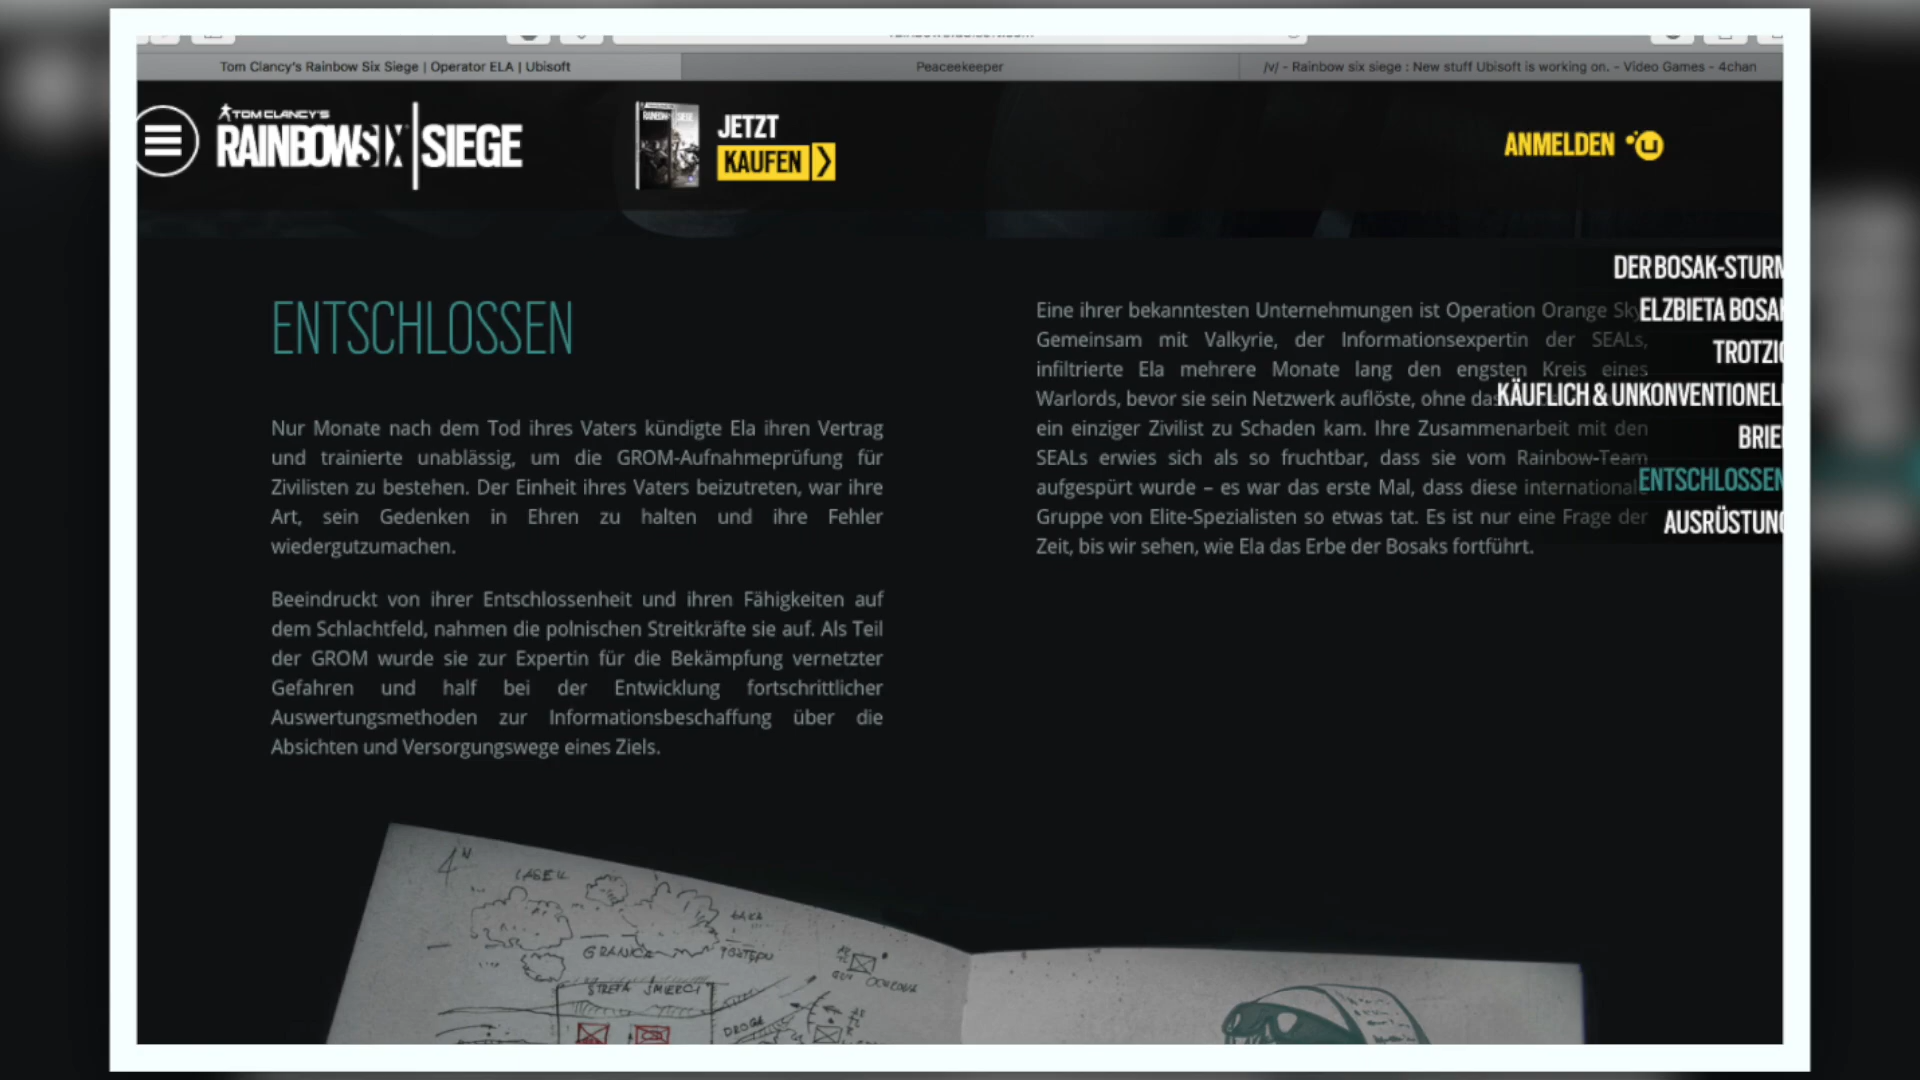 Tom Clancy's Rainbow Six Siege | Operator ELA | Ubisoft
Peaceekeeper
/v/ - Rainbow six siege : New stuff Ubisoft is working on. - Video Games - 4chan
TOM CLANCY'S
RAINBOWSIX | SIEGE
JETZT
KAUFEN
ANMELDEN
DER BOSAK-STURM
ELZBIETA BOSAK
TROTZIG
KÄUFLICH & UNKONVENTIONELL
BRIEF
ENTSCHLOSSEN
AUSRÜSTUNG
ENTSCHLOSSEN
Nur Monate nach dem Tod ihres Vaters kündigte Ela ihren Vertrag
und trainierte unablässig, um die GROM-Aufnahmeprüfung für
Zivilisten zu bestehen. Der Einheit ihres Vaters beizutreten, war ihre
Art, sein Gedenken in Ehren zu halten und ihre Fehler
wiedergutzumachen.
Beeindruckt von ihrer Entschlossenheit und ihren Fähigkeiten auf
dem Schlachtfeld, nahmen die polnischen Streitkräfte sie auf. Als Teil
der GROM wurde sie zur Expertin für die Bekämpfung vernetzter
Gefahren und half bei der Entwicklung fortschrittlicher
Auswertungsmethoden zur Informationsbeschaffung über die
Absichten und Versorgungswege eines Ziels.
Eine ihrer bekanntesten Unternehmungen ist Operation Orange Sky.
Gemeinsam mit Valkyrie, der Informationsexpertin der SEALs,
infiltrierte Ela mehrere Monate lang den engsten Kreis eines
Warlords, bevor sie sein Netzwerk auflöste, ohne dass
ein einziger Zivilist zu Schaden kam. Ihre Zusammenarbeit mit den
SEALs erwies sich als so fruchtbar, dass sie vom Rainbow-Team
aufgespürt wurde – es war das erste Mal, dass diese internationale
Gruppe von Elite-Spezialisten so etwas tat. Es ist nur eine Frage der
Zeit, bis wir sehen, wie Ela das Erbe der Bosaks fortführt.
4N
ŁĄKA
GRANICA
POSTĘPU
STREFA ŚMIERCI
OCHRONA
DROGA